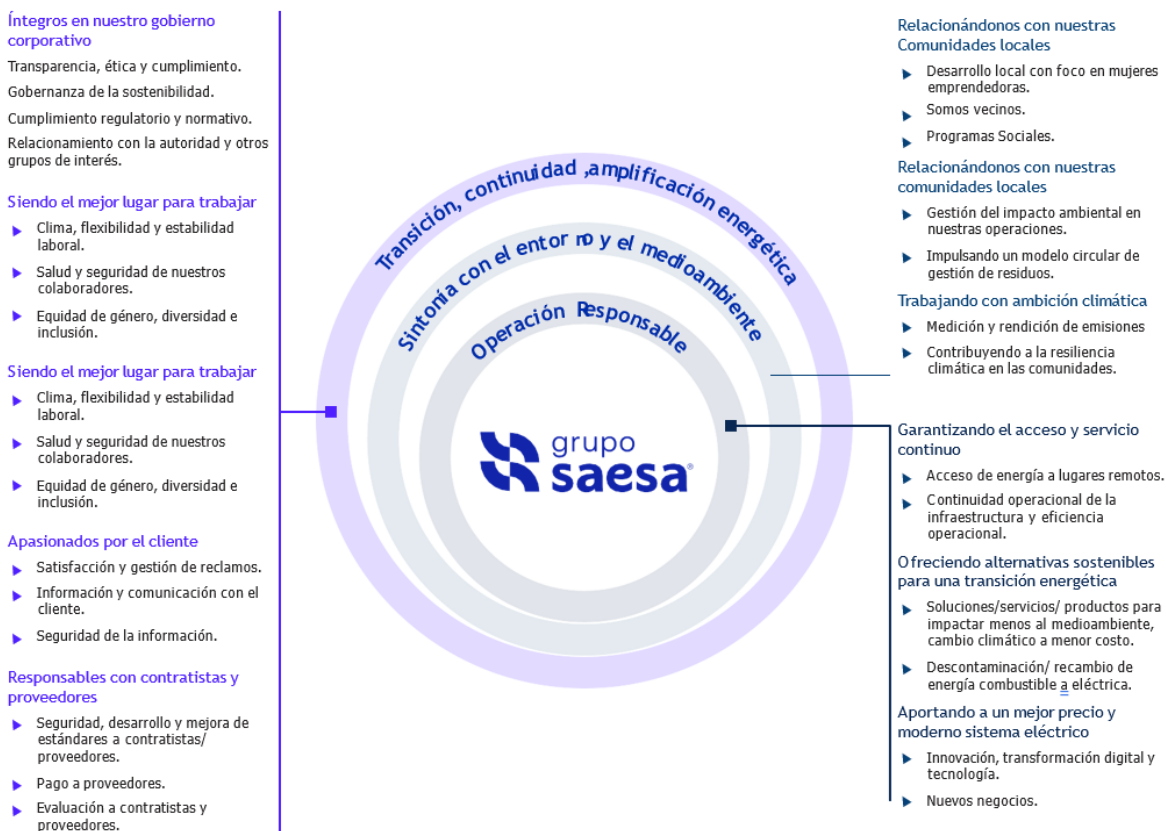 Íntegros en nuestro gobierno
corporativo
Transparencia, ética y cumplimiento.
Gobernanza de la sostenibilidad.
Cumplimiento regulatorio y normativo.
Relacionamiento con la autoridad y otros
grupos de interés.
Siendo el mejor lugar para trabajar
Clima, flexibilidad y estabilidad
laboral.
Salud y seguridad de nuestros
colaboradores.
Equidad de género, diversidad e
inclusión.
Siendo el mejor lugar para trabajar
Clima, flexibilidad y estabilidad
laboral.
Salud y seguridad de nuestros
colaboradores.
Equidad de género, diversidad e
inclusión.
Apasionados por el cliente
Satisfacción y gestión de reclamos.
Información y comunicación con el
cliente.
Seguridad de la información.
Responsables con contratistas y
proveedores
Seguridad, desarrollo y mejora de
estándares a contratistas/
proveedores.
Pago a proveedores.
Evaluación a contratistas y
proveedores.
Transición, continuidad ,amplificación energética
Sintonía con el entorno y el medioambiente
Operación Responsable
grupo
saesa®
Relacionándonos con nuestras
Comunidades locales
Desarrollo local con foco en mujeres
emprendedoras.
Somos vecinos.
Programas Sociales.
Relacionándonos con nuestras
comunidades locales
Gestión del impacto ambiental en
nuestras operaciones.
Impulsando un modelo circular de
gestión de residuos.
Trabajando con ambición climática
Medición y rendición de emisiones
Contribuyendo a la resiliencia
climática en las comunidades.
Garantizando el acceso y servicio
continuo
Acceso de energía a lugares remotos.
Continuidad operacional de la
infraestructura y eficiencia
operacional.
Ofreciendo alternativas sostenibles
para una transición energética
Soluciones/servicios/ productos para
impactar menos al medioambiente,
cambio climático a menor costo.
Descontaminación/ recambio de
energía combustible a eléctrica.
Aportando a un mejor precio y
moderno sistema eléctrico
Innovación, transformación digital y
tecnología.
Nuevos negocios.